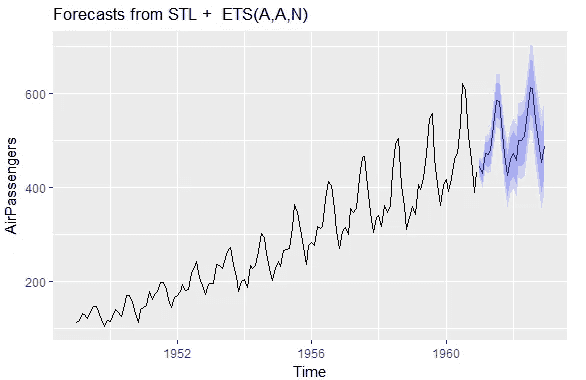 Forecasts from STL +  ETS(A,A,N)
AirPassengers
600
400
200
1952
1956
1960
Time